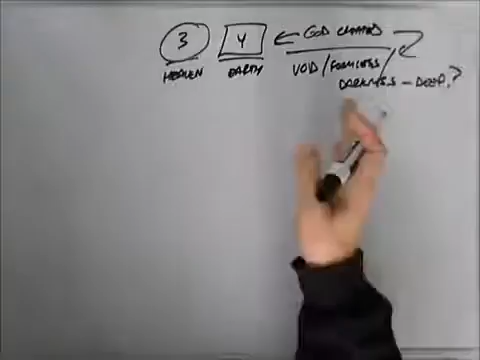 3 4 GOD CREATED
HEAVEN EARTH VOID / FORMLESS /
DARKNESS - DEEP.?